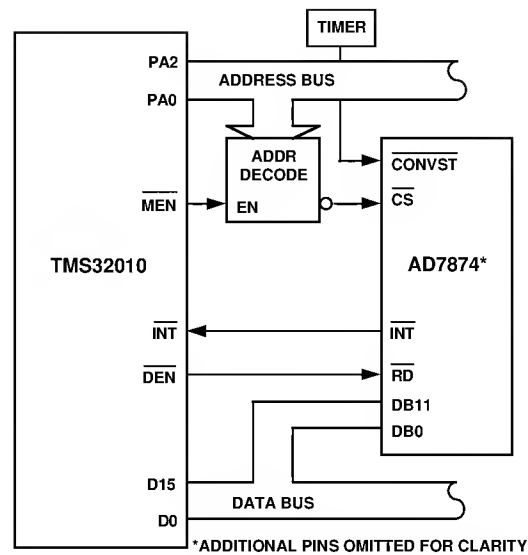 TIMER
PA2
ADDRESS BUS
PA0
ADDR
DECODE
EN
CONVST
CS
MEN
TMS32010
AD7874*
INT
INT
DEN
RD
DB11
DB0
D15
DATA BUS
D0
*ADDITIONAL PINS OMITTED FOR CLARITY